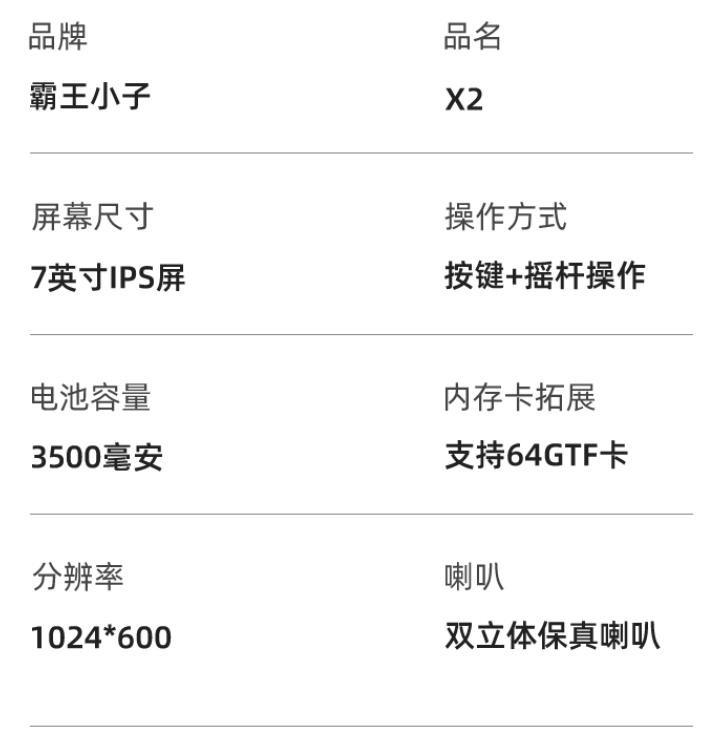 品牌
品名
霸王小子
X2
屏幕尺寸
操作方式
7英寸IPS屏
按键+摇杆操作
电池容量
内存卡拓展
3500毫安
支持64GTF卡
分辨率
喇叭
1024*600
双立体保真喇叭